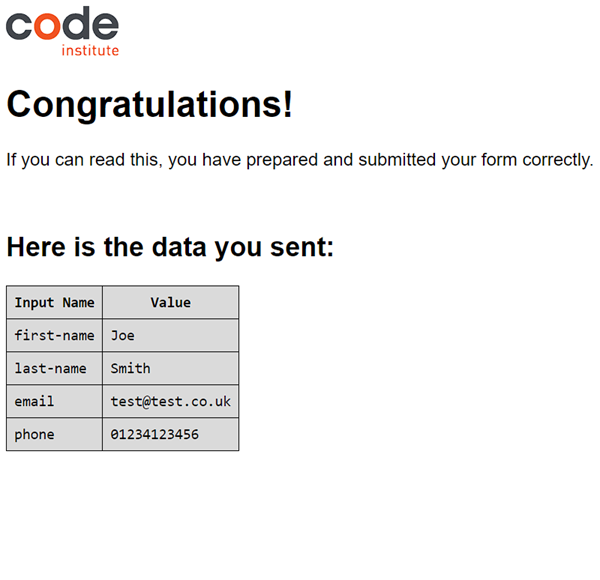 code
institute
Congratulations!
If you can read this, you have prepared and submitted your form correctly.
Here is the data you sent:
Input Name Value
first-name Joe
last-name Smith
email test@test.co.uk
phone 01234123456